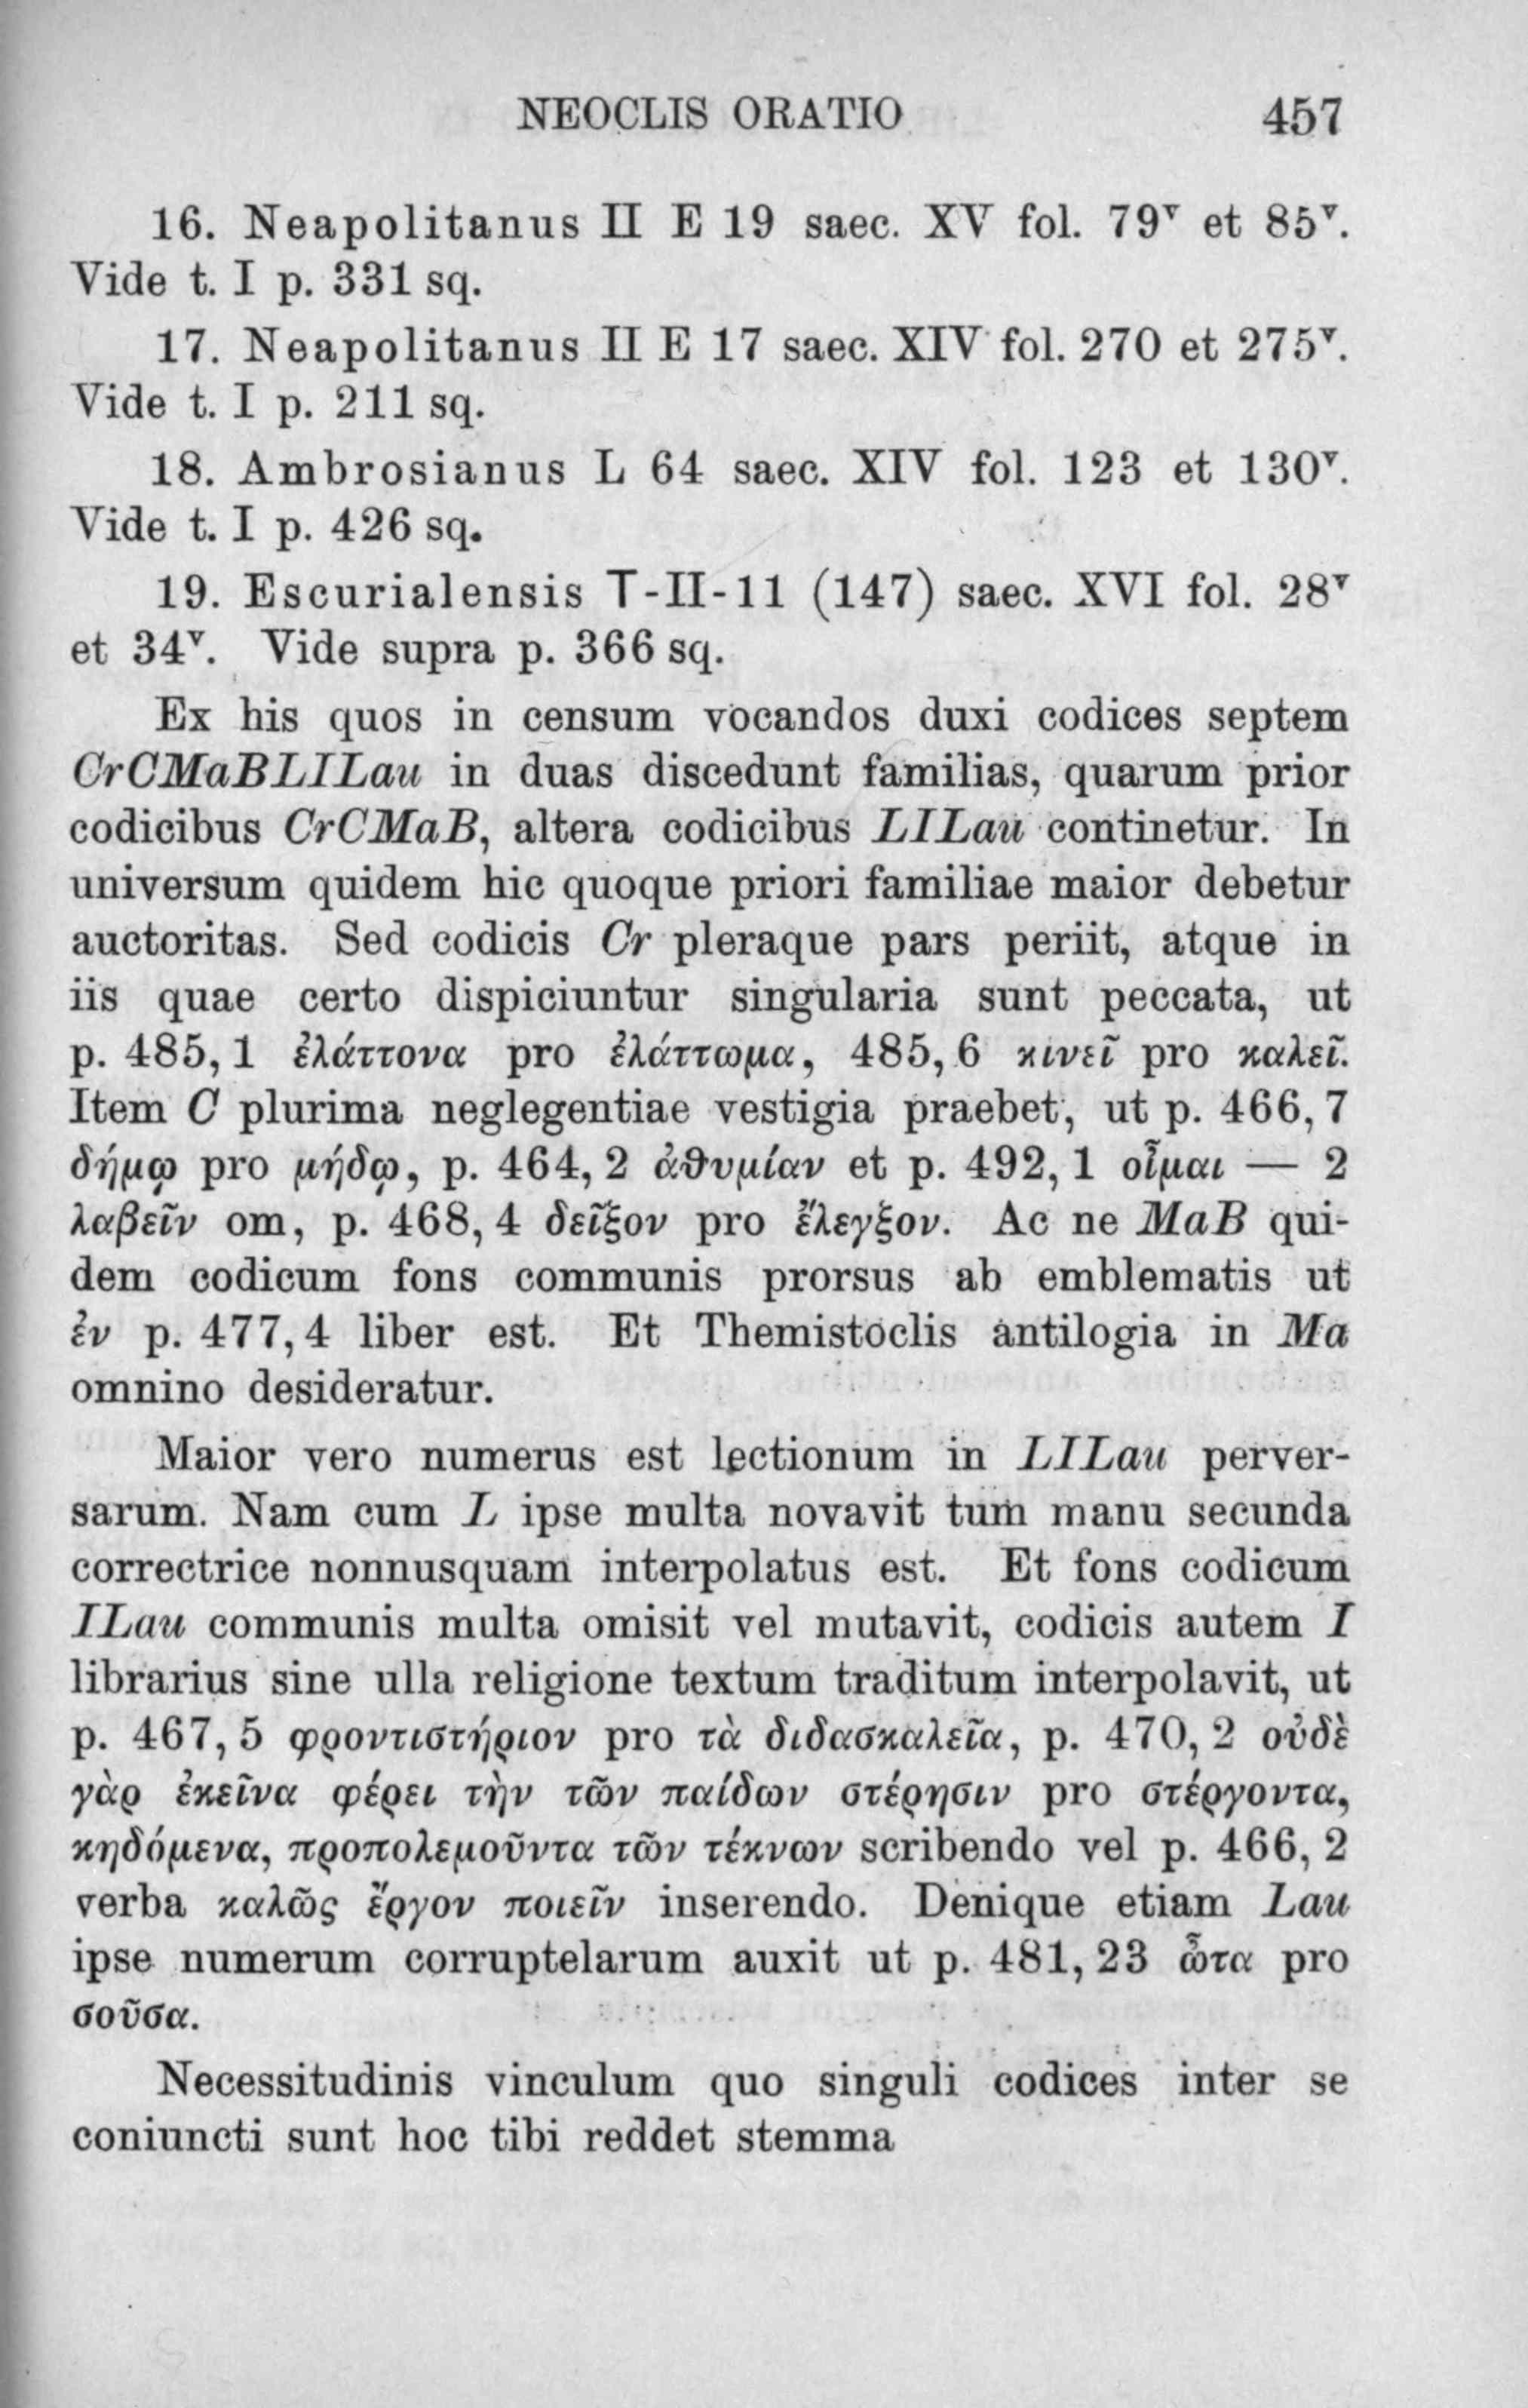 NEOCLIS ORATIO 457
16. Neapolitanus II E 19 saec. XV fol. 79ᵛ et 85ᵛ.
Vide t. I p. 331 sq.
17. Neapolitanus II E 17 saec. XIV fol. 270 et 275ᵛ.
Vide t. I p. 211 sq.
18. Ambrosianus L 64 saec. XIV fol. 123 et 130ᵛ.
Vide t. I p. 426 sq.
19. Escurialensis T-II-11 (147) saec. XVI fol. 28ᵛ
et 34ᵛ. Vide supra p. 366 sq.
Ex his quos in censum vocandos duxi codices septem
CrCMaBLILau in duas discedunt familias, quarum prior
codicibus CrCMaB, altera codicibus LILau continetur. In
universum quidem hic quoque priori familiae maior debetur
auctoritas. Sed codicis Cr pleraque pars periit, atque in
iis quae certo dispiciuntur singularia sunt peccata, ut
p. 485, 1 ἐλάττονα pro ἐλάττωμα, 485, 6 κινεῖ pro καλεῖ.
Item C plurima neglegentiae vestigia praebet, ut p. 466, 7
δήμῳ pro μήδῳ, p. 464, 2 ἀθυμίαν et p. 492, 1 οἶμαι — 2
λαβεῖν om, p. 468, 4 δεῖξον pro ἔλεγξον. Ac ne MaB qui-
dem codicum fons communis prorsus ab emblematis ut
ἐν p. 477, 4 liber est. Et Themistoclis antilogia in Ma
omnino desideratur.
Maior vero numerus est lectionum in LILau perver-
sarum. Nam cum L ipse multa novavit tum manu secunda
correctrice nonnusquam interpolatus est. Et fons codicum
ILau communis multa omisit vel mutavit, codicis autem I
librarius sine ulla religione textum traditum interpolavit, ut
p. 467, 5 φροντιστήριον pro τὰ διδασκαλεῖα, p. 470, 2 οὐδὲ
γὰρ ἐκεῖνα φέρει τὴν τῶν παίδων στέρησιν pro στέργοντα,
κηδόμενα, προπολεμοῦντα τῶν τέκνων scribendo vel p. 466, 2
verba καλῶς ἔργον ποιεῖν inserendo. Denique etiam Lau
ipse numerum corruptelarum auxit ut p. 481, 23 ὦτα pro
σοῦσα.
Necessitudinis vinculum quo singuli codices inter se
coniuncti sunt hoc tibi reddet stemma